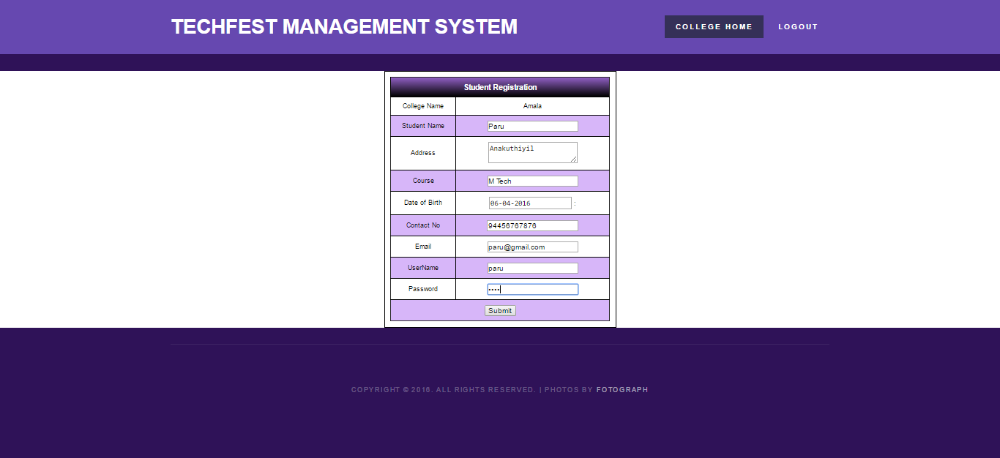 TECHFEST MANAGEMENT SYSTEM
COLLEGE HOME LOGOUT
Student Registration
College Name Amala
Student Name Paru
Address Anakuthiyil
Course M Tech
Date of Birth 06-04-2016 :
Contact No 94456767876
Email paru@gmail.com
UserName paru
Password ••••
Submit
COPYRIGHT © 2016. ALL RIGHTS RESERVED. | PHOTOS BY FOTOGRAPH